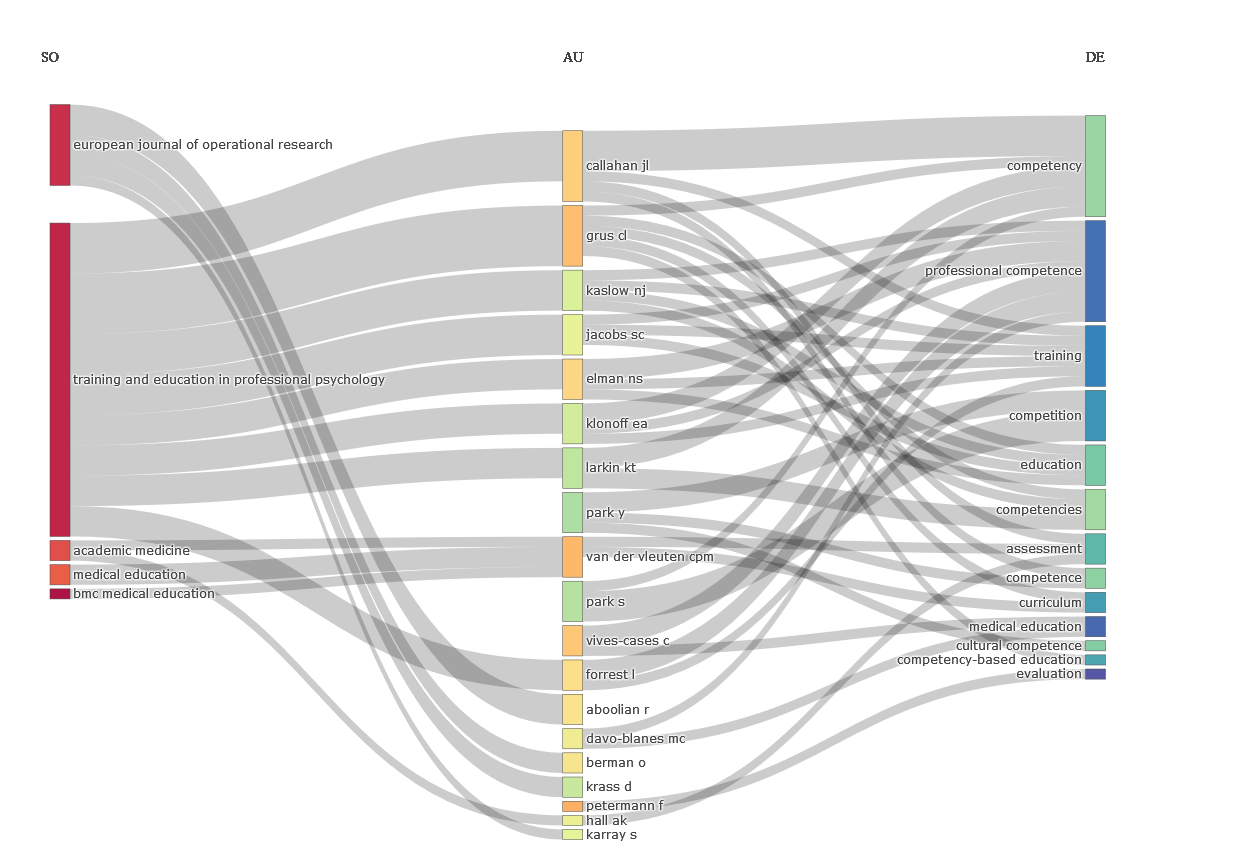 SO
AU
DE
european journal of operational research
training and education in professional psychology
academic medicine
medical education
bmc medical education
callahan jl
grus cl
kaslow nj
jacobs sc
elman ns
klonoff ea
larkin kt
park y
van der vleuten cpm
park s
vives-cases c
forrest l
aboolian r
davo-blanes mc
berman o
krass d
petermann f
hall ak
karray s
competency
professional competence
training
competition
education
competencies
assessment
competence
curriculum
medical education
cultural competence
competency-based education
evaluation